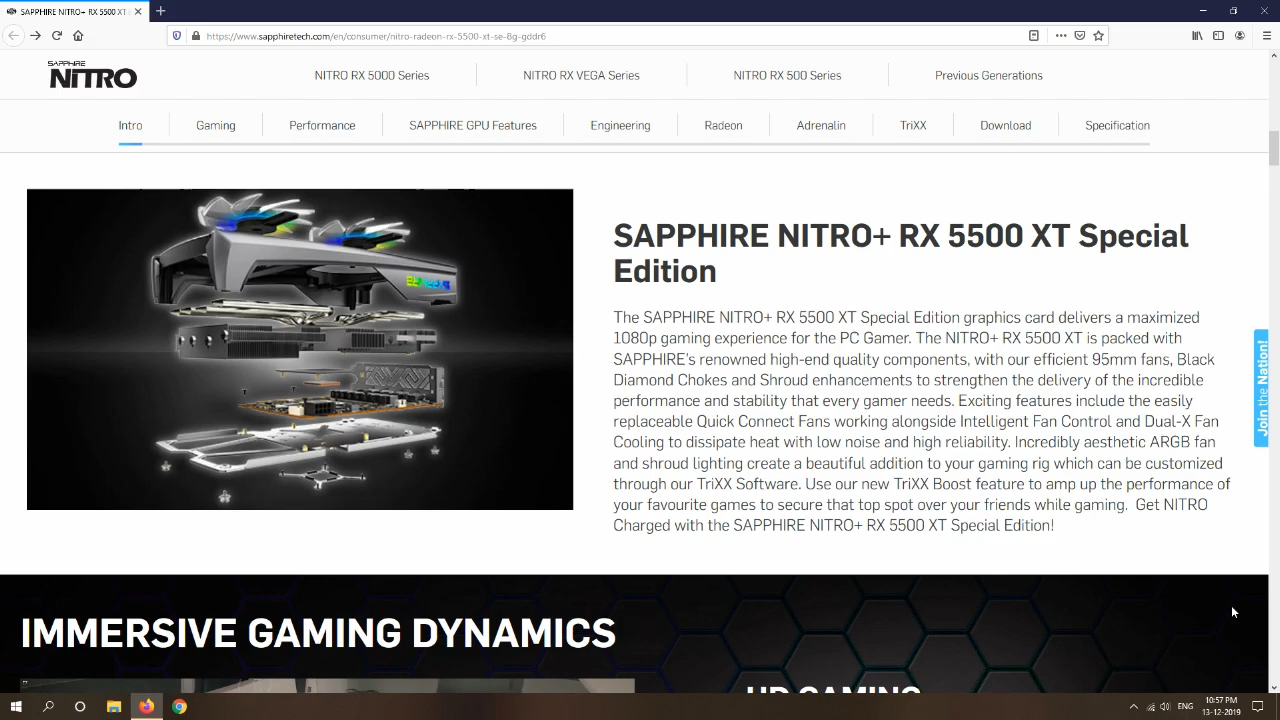 SAPPHIRE NITRO+ RX 5500 XT
https://www.sapphiretech.com/en/consumer/nitro-radeon-rx-5500-xt-se-8g-gddr6
SAPPHIRE
NITRO
NITRO RX 5000 Series
NITRO RX VEGA Series
NITRO RX 500 Series
Previous Generations
Intro
Gaming
Performance
SAPPHIRE GPU Features
Engineering
Radeon
Adrenalin
TriXX
Download
Specification
SAPPHIRE NITRO+ RX 5500 XT Special
Edition
The SAPPHIRE NITRO+ RX 5500 XT Special Edition graphics card delivers a maximized
1080p gaming experience for the PC Gamer. The NITRO+ RX 5500 XT is packed with
SAPPHIRE's renowned high-end quality components, with our efficient 95mm fans, Black
Diamond Chokes and Shroud enhancements to strengthen the delivery of the incredible
performance and stability that every gamer needs. Exciting features include the easily
replaceable Quick Connect Fans working alongside Intelligent Fan Control and Dual-X Fan
Cooling to dissipate heat with low noise and high reliability. Incredibly aesthetic ARGB fan
and shroud lighting create a beautiful addition to your gaming rig which can be customized
through our TriXX Software. Use our new TriXX Boost feature to amp up the performance of
your favourite games to secure that top spot over your friends while gaming. Get NITRO
Charged with the SAPPHIRE NITRO+ RX 5500 XT Special Edition!
Join the Nation!
IMMERSIVE GAMING DYNAMICS
HD GAMING
ENG
10:57 PM
13-12-2019